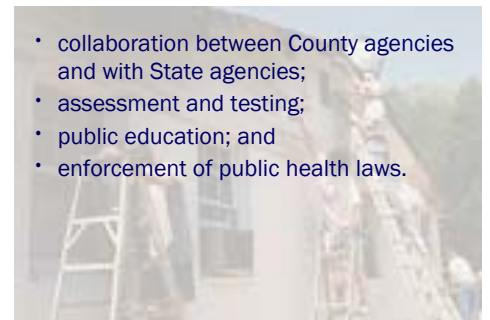 · collaboration between County agencies
and with State agencies;
· assessment and testing;
· public education; and
· enforcement of public health laws.